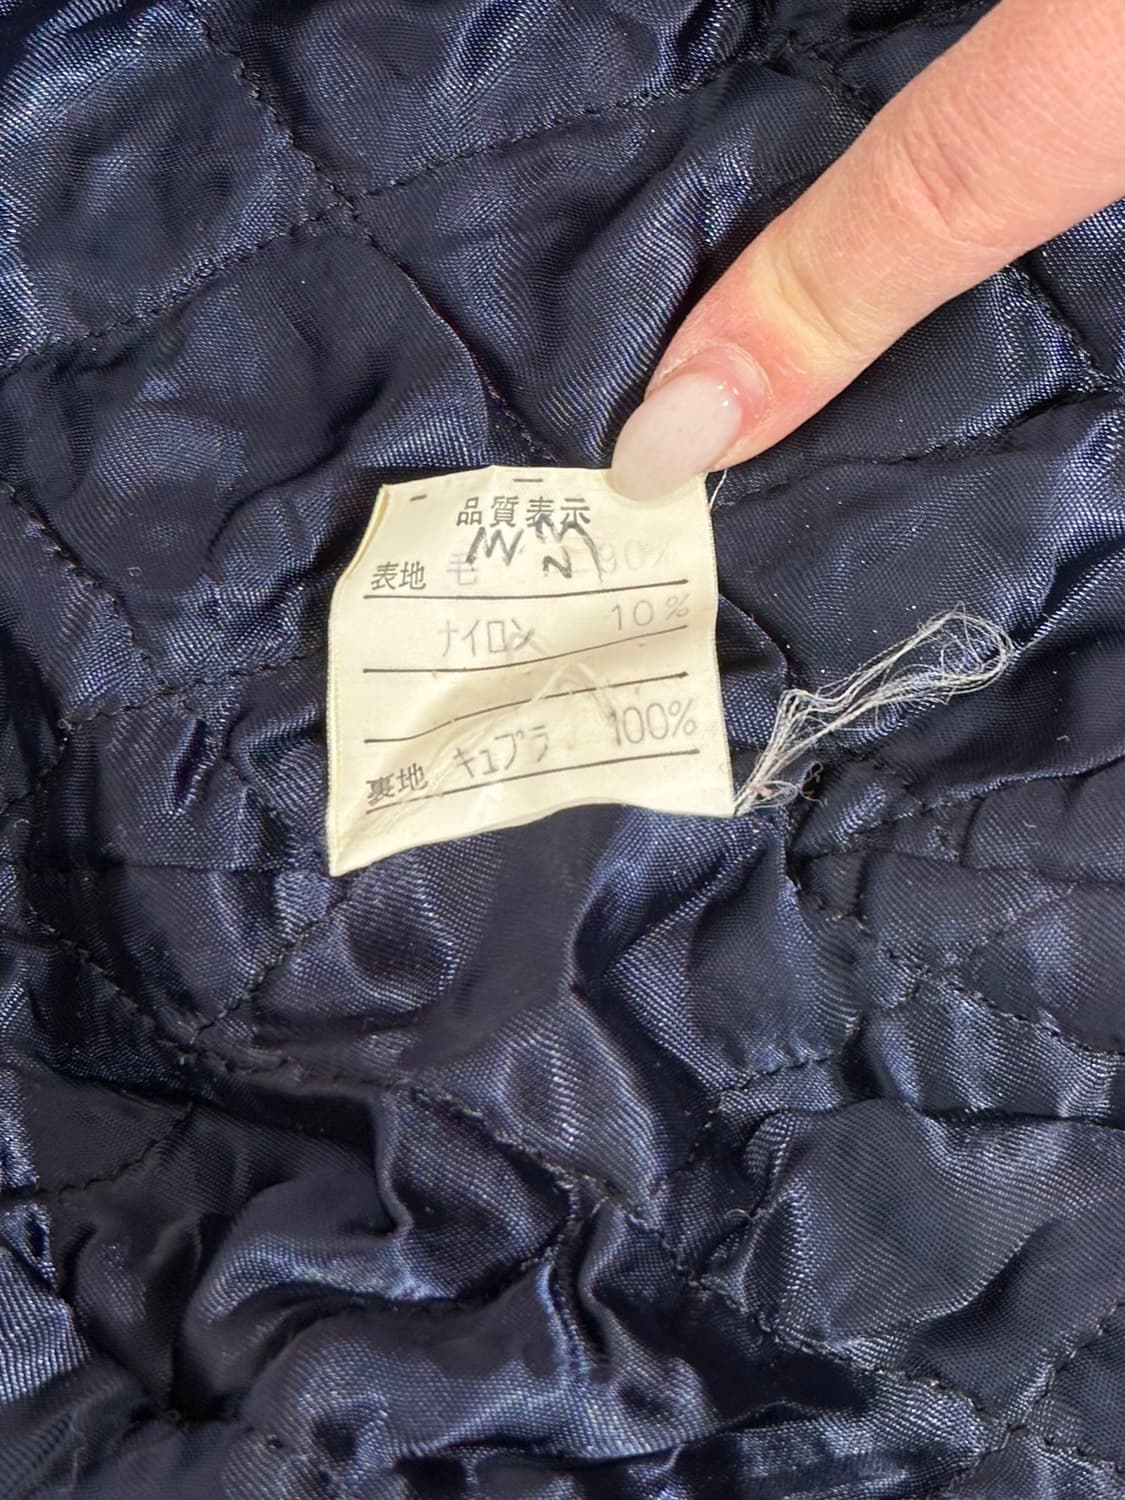 品質表示
表地 毛 90%
ナイロン 10%
キュプラ 100%
裏地